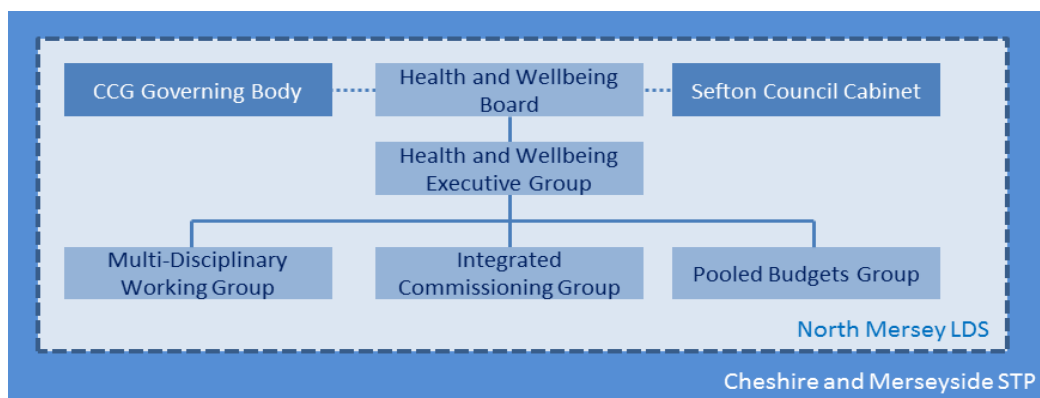 CCG Governing Body
Health and Wellbeing
Board
Sefton Council Cabinet
Health and Wellbeing
Executive Group
Multi-Disciplinary
Working Group
Integrated
Commissioning Group
Pooled Budgets Group
North Mersey LDS
Cheshire and Merseyside STP